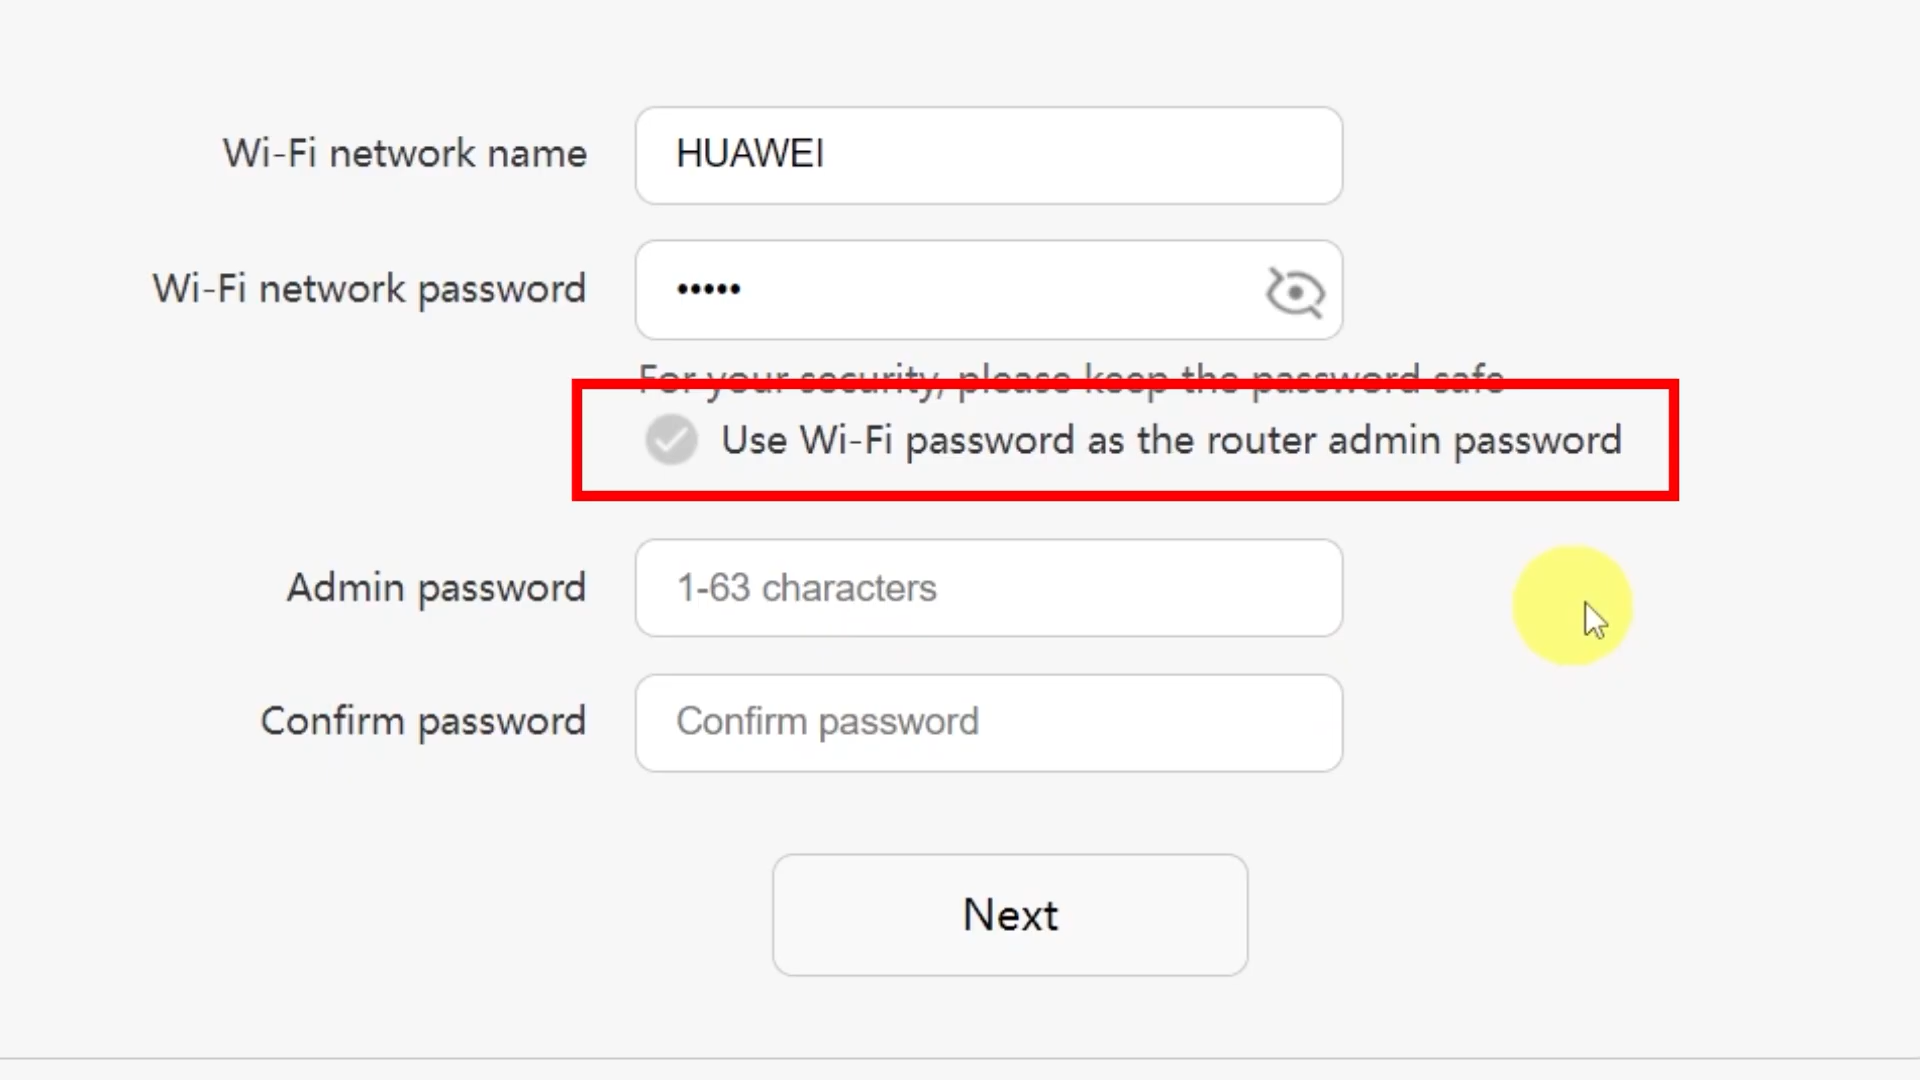 Wi-Fi network name
HUAWEI
Wi-Fi network password
•••••
For your security, please keep the password safe
Use Wi-Fi password as the router admin password
Admin password
1-63 characters
Confirm password
Confirm password
Next